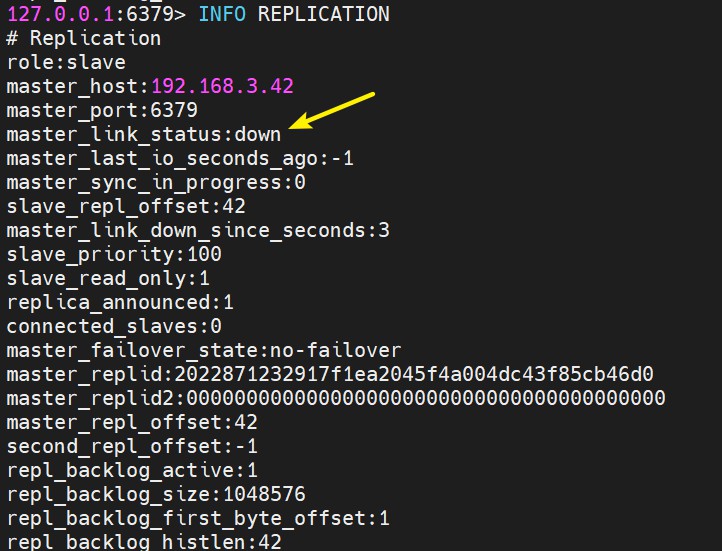 127.0.0.1:6379> INFO REPLICATION
# Replication
role:slave
master_host:192.168.3.42
master_port:6379
master_link_status:down
master_last_io_seconds_ago:-1
master_sync_in_progress:0
slave_repl_offset:42
master_link_down_since_seconds:3
slave_priority:100
slave_read_only:1
replica_announced:1
connected_slaves:0
master_failover_state:no-failover
master_replid:2022871232917f1ea2045f4a004dc43f85cb46d0
master_replid2:0000000000000000000000000000000000000000
master_repl_offset:42
second_repl_offset:-1
repl_backlog_active:1
repl_backlog_size:1048576
repl_backlog_first_byte_offset:1
repl_backlog_histlen:42